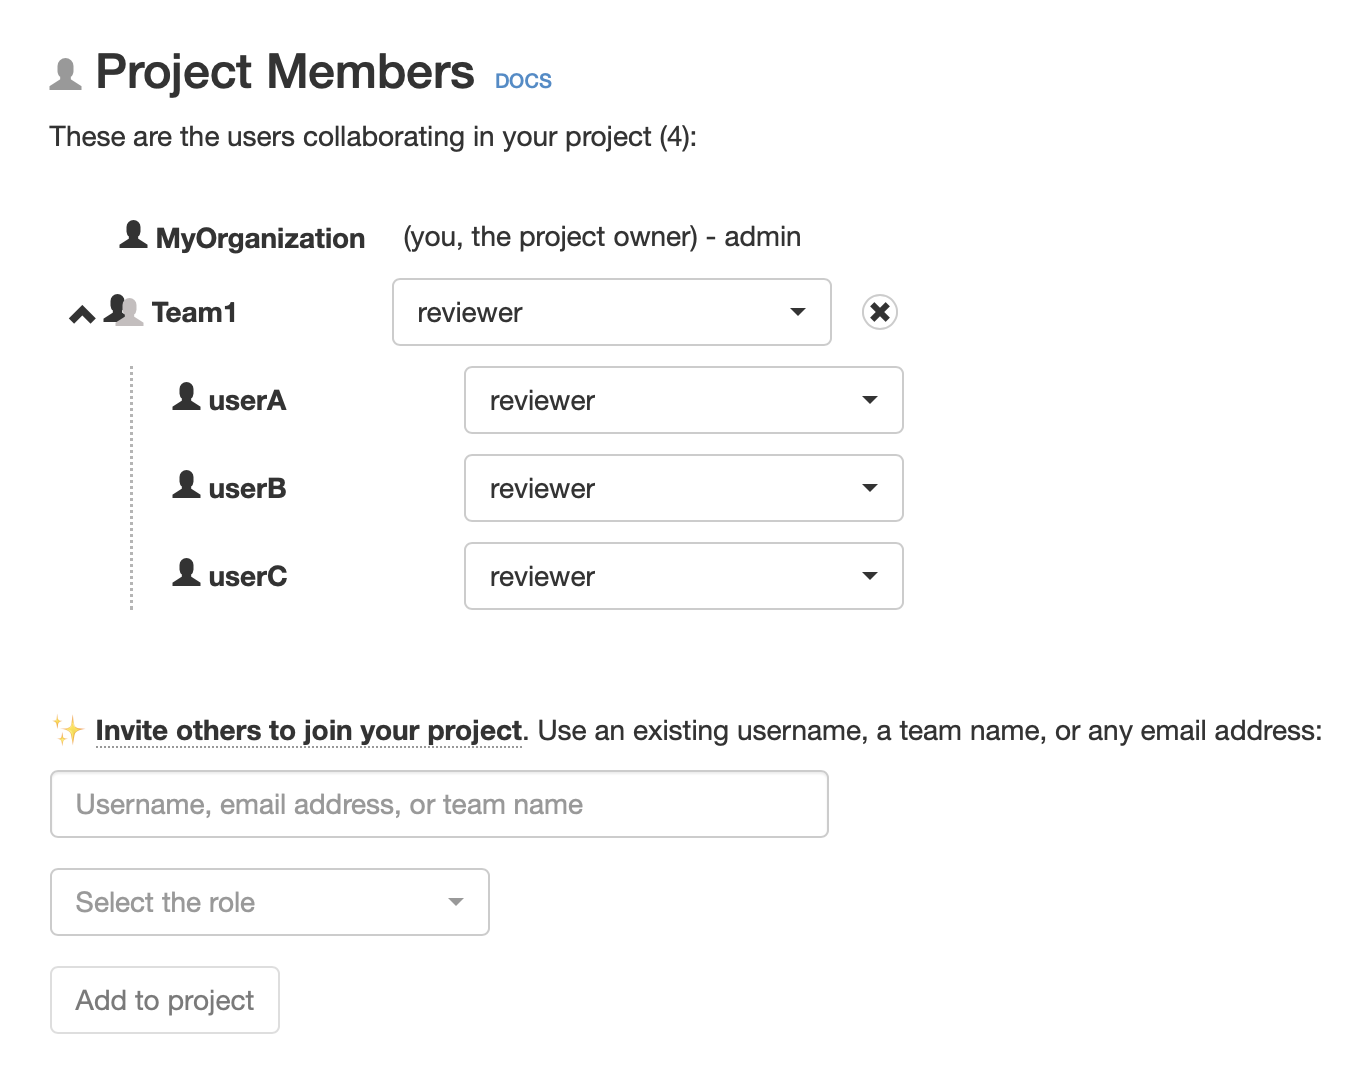 Project Members DOCS
These are the users collaborating in your project (4):
MyOrganization (you, the project owner) - admin
Team1 reviewer
userA reviewer
userB reviewer
userC reviewer
Invite others to join your project. Use an existing username, a team name, or any email address:
Username, email address, or team name
Select the role
Add to project